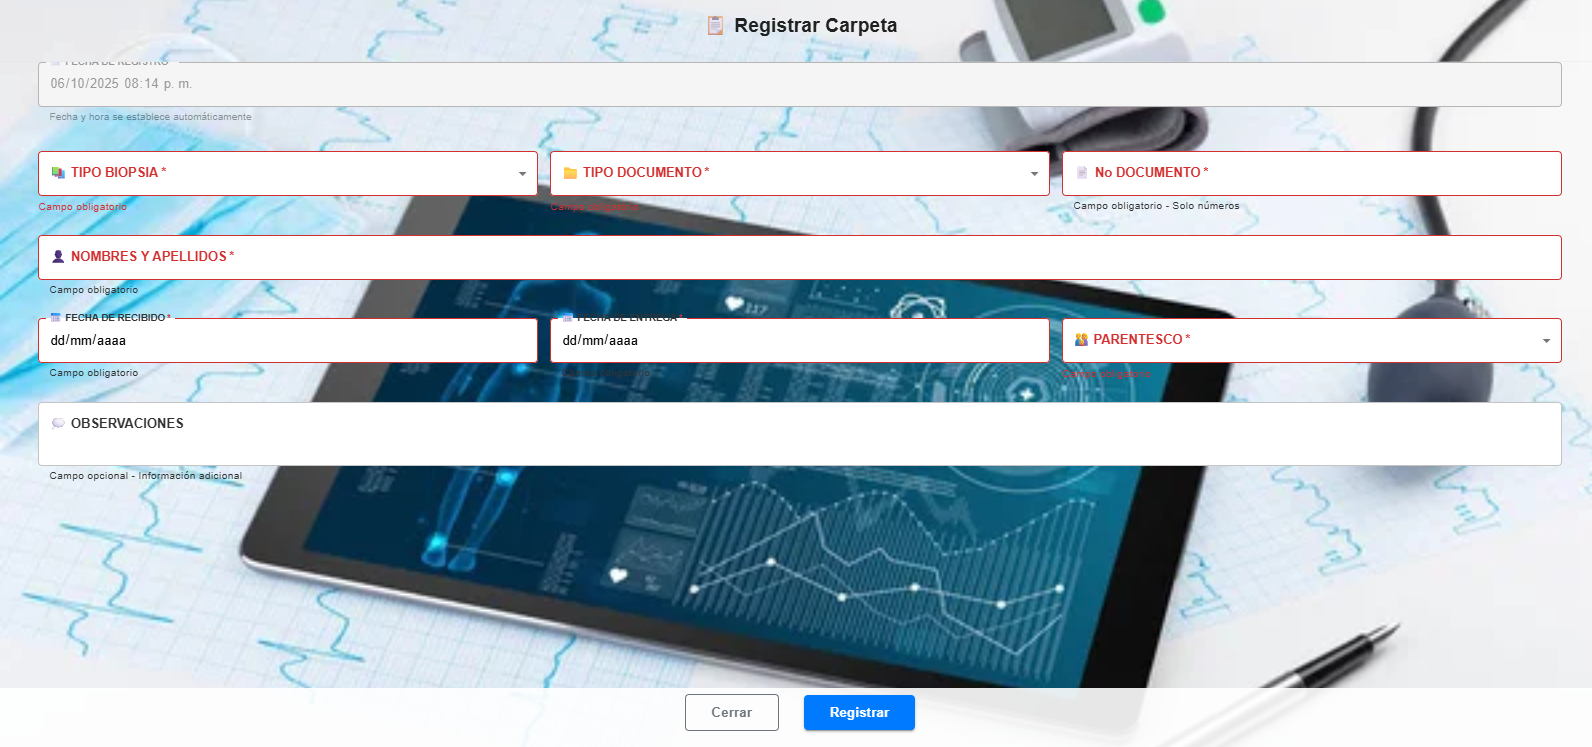 Registrar Carpeta
FECHA DE REGISTRO
06/10/2025 08:14 p. m.
Fecha y hora se establece automáticamente
TIPO BIOPSIA *
TIPO DOCUMENTO *
No DOCUMENTO *
Campo obligatorio
Campo obligatorio
Campo obligatorio - Solo números
NOMBRES Y APELLIDOS *
Campo obligatorio
FECHA DE RECIBIDO *
FECHA DE ENTREGA *
dd/mm/aaaa
dd/mm/aaaa
PARENTESCO *
Campo obligatorio
Campo obligatorio
Campo obligatorio
OBSERVACIONES
Campo opcional - Información adicional
117
Cerrar
Registrar